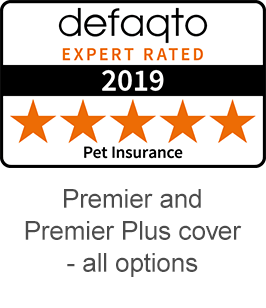 defaqto
EXPERT RATED
2019
Pet Insurance
Premier and
Premier Plus cover
- all options